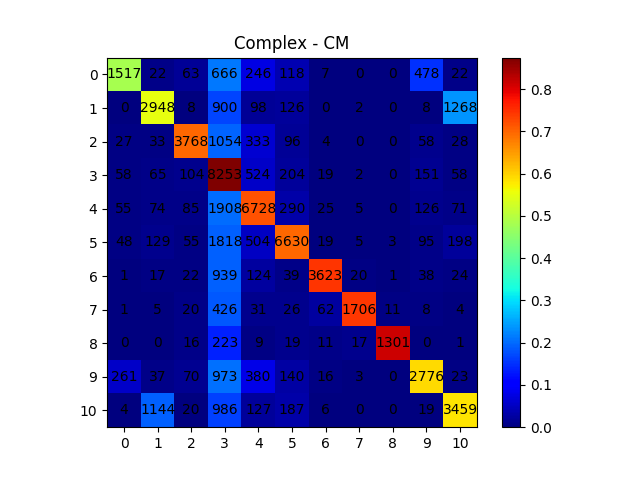 Complex - CM
0 1517 22 63 666 246 118 7 0 0 478 22
1 0 2948 8 900 98 126 0 2 0 8 1268
2 27 33 3768 1054 333 96 4 0 0 58 28
3 58 65 104 8253 524 204 19 2 0 151 58
4 55 74 85 1908 6728 290 25 5 0 126 71
5 48 129 55 1818 504 6630 19 5 3 95 198
6 1 17 22 939 124 39 3623 20 1 38 24
7 1 5 20 426 31 26 62 1706 11 8 4
8 0 0 16 223 9 19 11 17 1301 0 1
9 261 37 70 973 380 140 16 3 0 2776 23
10 4 1144 20 986 127 187 6 0 0 19 3459
0 1 2 3 4 5 6 7 8 9 10
0.8
0.7
0.6
0.5
0.4
0.3
0.2
0.1
0.0